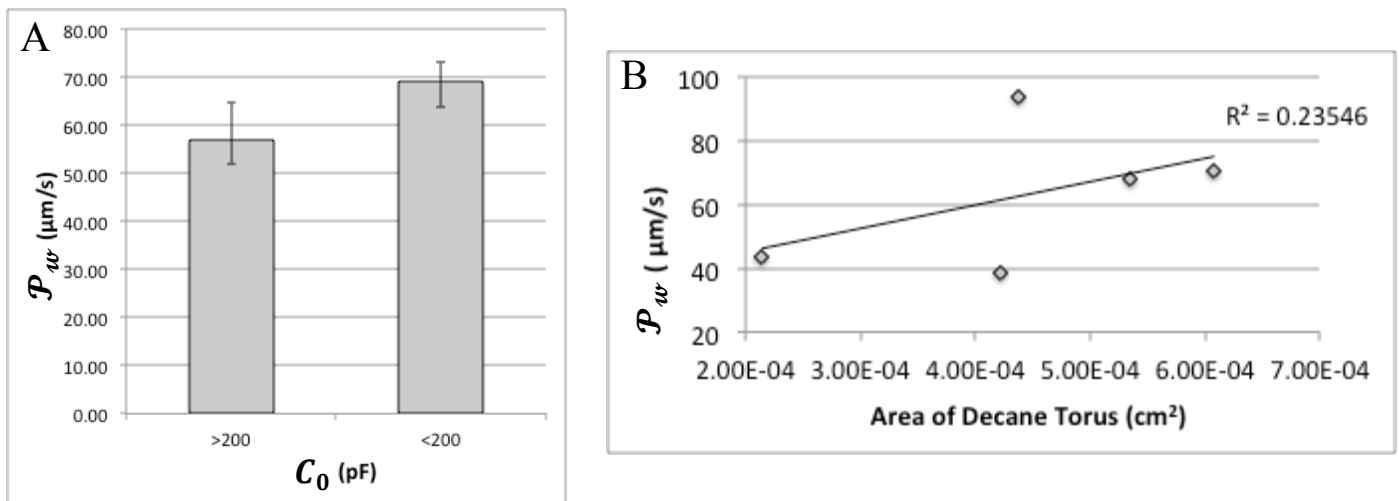 A
80.00
70.00
60.00
50.00
40.00
30.00
20.00
10.00
0.00
𝒫𝓌 (µm/s)
>200 <200
C₀ (pF)
B
100
80
60
40
20
𝒫𝓌 ( µm/s)
R² = 0.23546
2.00E-04 3.00E-04 4.00E-04 5.00E-04 6.00E-04 7.00E-04
Area of Decane Torus (cm²)